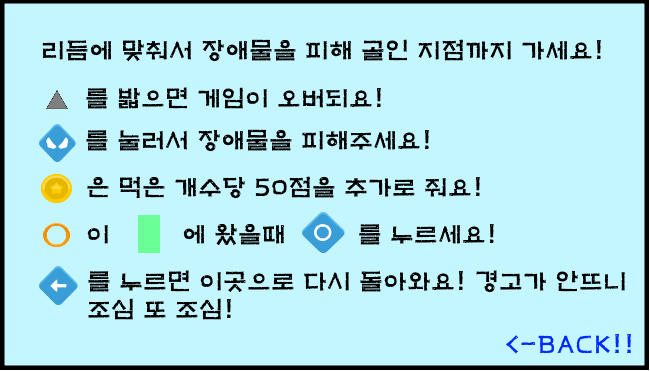 리듬에 맞춰서 장애물을 피해 골인 지점까지 가세요!
를 밟으면 게임이 오버되요!
를 눌러서 장애물을 피해주세요!
은 먹은 개수당 50점을 추가로 줘요!
이 에 왔을때 를 누르세요!
를 누르면 이곳으로 다시 돌아와요! 경고가 안뜨니
조심 또 조심!
<-BACK!!